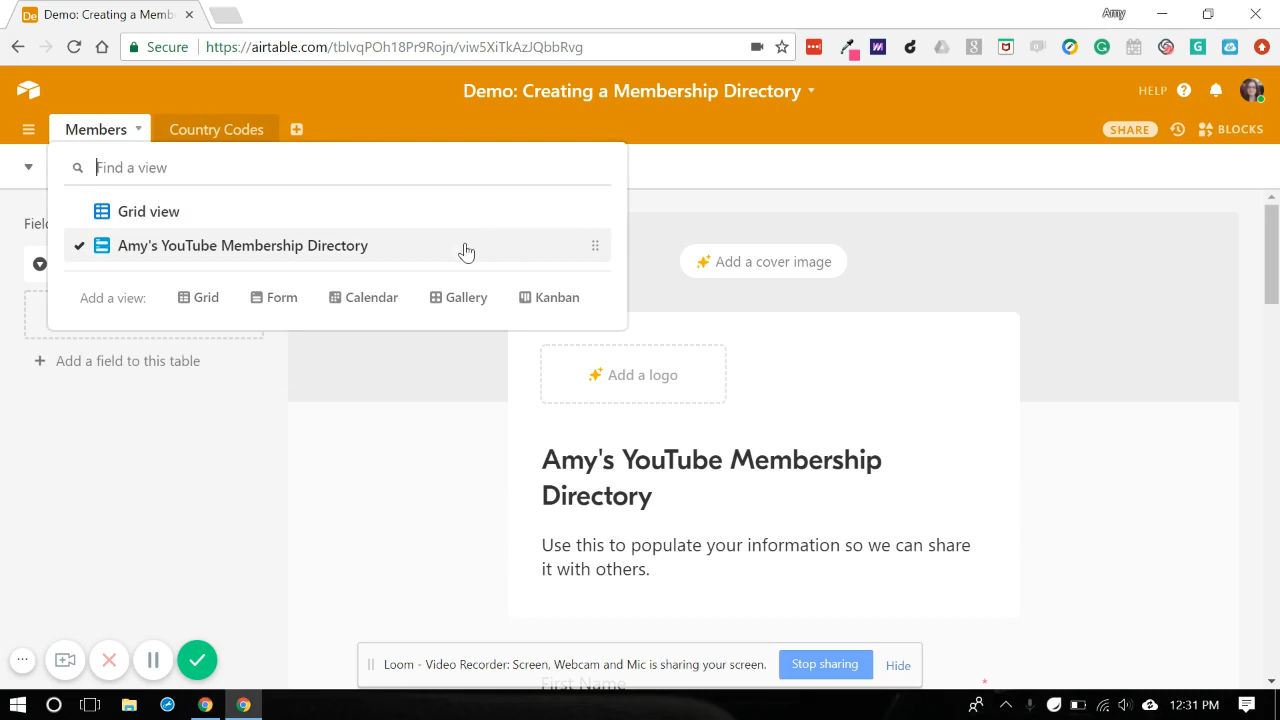 De Demo: Creating a Members
Amy
Secure
https://airtable.com/tblvqPOh18Pr9Rojn/viw5XiTkAzJQbbRvg
Demo: Creating a Membership Directory
HELP
Members
Country Codes
SHARE
BLOCKS
Find a view
Grid view
Amy's YouTube Membership Directory
Add a view:
Grid
Form
Calendar
Gallery
Kanban
Add a field to this table
Add a cover image
Add a logo
Amy's YouTube Membership
Directory
Use this to populate your information so we can share
it with others.
Loom - Video Recorder: Screen, Webcam and Mic is sharing your screen.
Stop sharing
Hide
First Name
*
12:31 PM